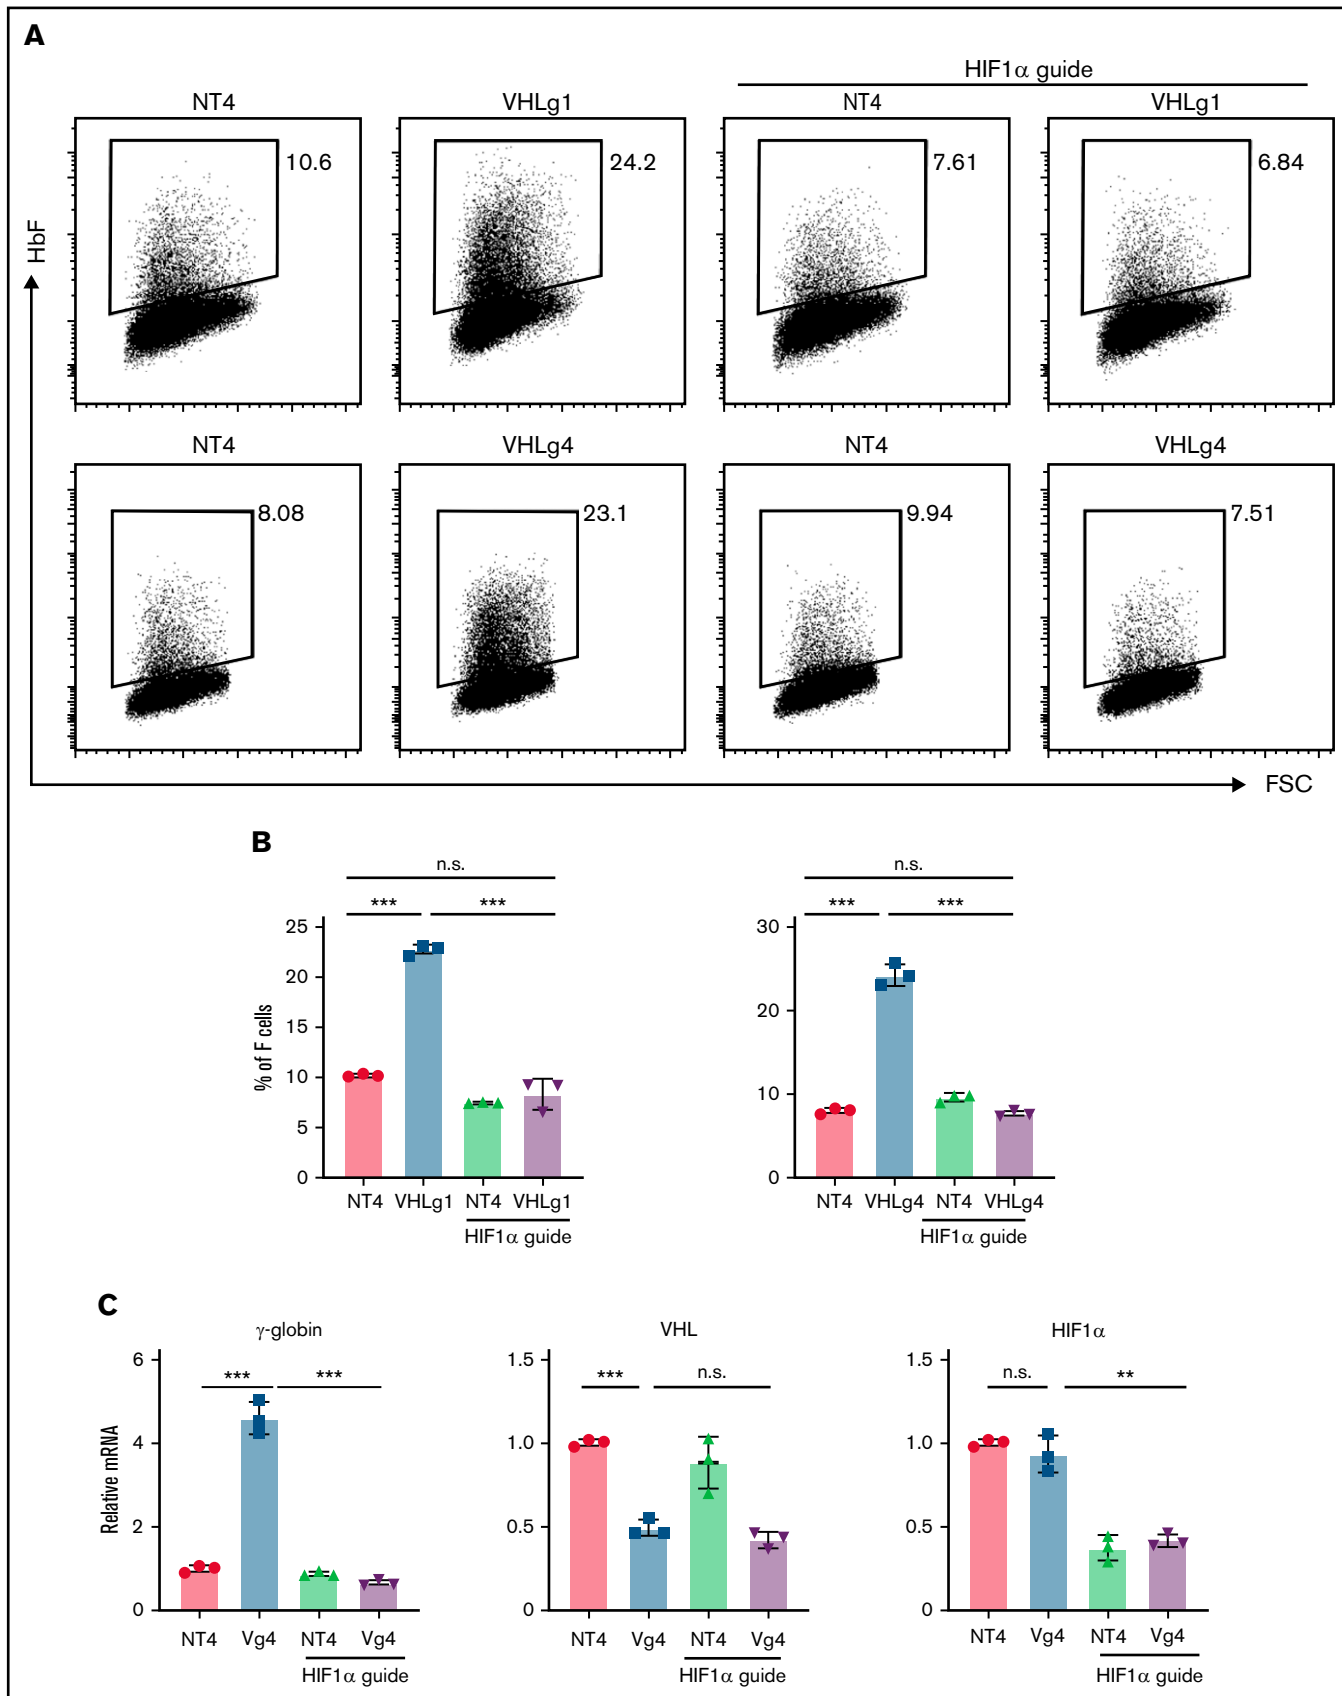 A
HIF1α guide
NT4 VHLg1 NT4 VHLg1
10.6 24.2 7.61 6.84
HbF
NT4 VHLg4 NT4 VHLg4
8.08 23.1 9.94 7.51
FSC
B
n.s. n.s.
*** *** *** ***
% of F cells
25
20
15
10
5
0
NT4 VHLg1 NT4 VHLg1
HIF1α guide
30
20
10
0
NT4 VHLg4 NT4 VHLg4
HIF1α guide
C
γ-globin
*** ***
Relative mRNA
6
4
2
0
NT4 Vg4 NT4 Vg4
HIF1α guide
VHL
*** n.s.
1.5
1.0
0.5
0
NT4 Vg4 NT4 Vg4
HIF1α guide
HIF1α
n.s. **
1.5
1.0
0.5
0
NT4 Vg4 NT4 Vg4
HIF1α guide